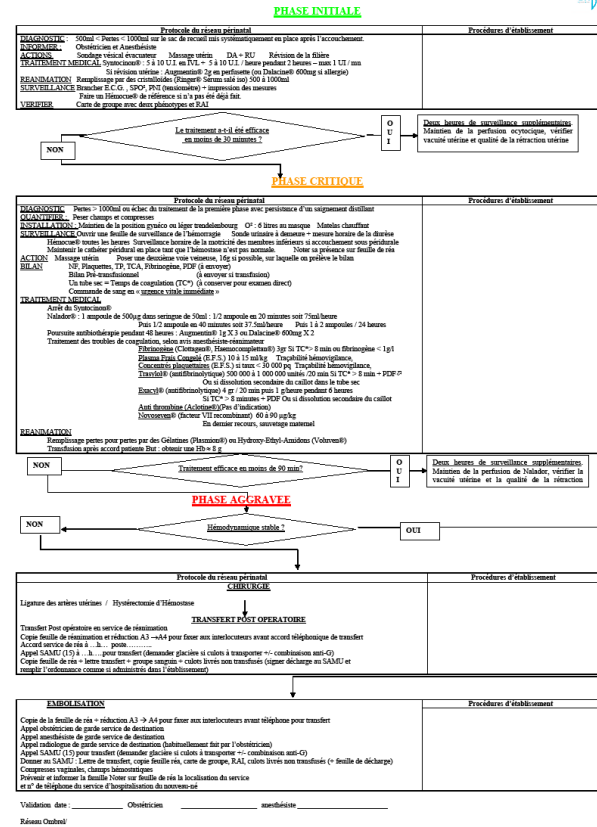 PHASE INITIALE
Protocole du réseau périnatal
Procédures d'établissement
DIAGNOSTIC : 500ml < Pertes < 1000ml sur le sac de recueil mis systématiquement en place après l'accouchement.
INFORMER : Obstétricien et Anesthésiste
ACTIONS Sondage vésical évacuateur Massage utérin DA + RU Révision de la filière
TRAITEMENT MEDICAL Syntocinon® : 5 à 10 U.I. en IVL + 5 à 10 U.I. / heure pendant 2 heures – max 1 UI / mn
Si révision utérine : Augmentin® 2g en perfusette (ou Dalacine® 600mg si allergie)
REANIMATION Remplissage par des cristalloïdes (Ringer® Sérum salé iso) 500 à 1000ml
SURVEILLANCE Brancher E.C.G. , SPO², PNI (tensiomètre) + impression des mesures
Faire un Hémocue® de référence si n'a pas été déjà fait.
VERIFIER Carte de groupe avec deux phénotypes et RAI
Le traitement a-t-il été efficace
en moins de 30 minutes ?
NON
O
U
I
Deux heures de surveillance supplémentaires.
Maintien de la perfusion ocytocique, vérifier
vacuité utérine et qualité de la rétraction utérine
PHASE CRITIQUE
Protocole du réseau périnatal
Procédures d'établissement
DIAGNOSTIC Pertes > 1000ml ou échec du traitement de la première phase avec persistance d'un saignement distillant
QUANTIFIER : Peser champs et compresses
INSTALLATION : Maintien de la position gynéco ou léger trendelenbourg O² : 6 litres au masque Matelas chauffant
SURVEILLANCE Ouvrir une feuille de surveillance de l'hémorragie Sonde urinaire à demeure + mesure horaire de la diurèse
Hémocue® toutes les heures Surveillance horaire de la motricité des membres inférieurs si accouchement sous péridurale
Maintenir le cathéter péridural en place tant que l'hémostase n'est pas normale. Noter sa présence sur feuille de réa
ACTION Massage utérin Poser une deuxième voie veineuse, 16g si possible, sur laquelle on prélève le bilan
BILAN NF, Plaquettes, TP, TCA, Fibrinogène, PDF (à envoyer)
Bilan Pré-transfusionnel (à envoyer si transfusion)
Un tube sec = Temps de coagulation (TC*) (à conserver pour examen direct)
Commande de sang en « urgence vitale immédiate »
TRAITEMENT MEDICAL
Arrêt du Syntocinon®
Nalador® : 1 ampoule de 500µg dans seringue de 50ml : 1/2 ampoule en 20 minutes soit 75ml/heure
Puis 1/2 ampoule en 40 minutes soit 37.5ml/heure Puis 1 à 2 ampoules / 24 heures
Poursuite antibiothérapie pendant 48 heures : Augmentin® 1g X 3 ou Dalacine® 600mg X 2
Traitement des troubles de coagulation, selon avis anesthésiste-réanimateur
Fibrinogène (Clottagen®, Haemocomplettan®) 3gr Si TC*> 8 min ou fibrinogène < 1g/l
Plasma Frais Congelé (E.F.S.) 10 à 15 ml/kg Traçabilité hémovigilance,
Concentrés plaquettaires (E.F.S.) si taux < 30 000 pq Traçabilité hémovigilance,
Trasylol® (antifibrinolytique) 500 000 à 1 000 000 unités /20 min Si TC* > 8 min + PDF
Ou si dissolution secondaire du caillot dans le tube sec
Exacyl® (antifibrinolytique) 4 gr / 20 min puis 1 g/heure pendant 6 heures
Si TC* > 8 minutes + PDF Ou si dissolution secondaire du caillot
Anti thrombine (Aclotine®)(Pas d'indication)
Novoseven® (facteur VII recombinant) 60 à 90 µg/kg
En dernier recours, sauvetage maternel
REANIMATION
Remplissage pertes pour pertes par des Gélatines (Plasmion®) ou Hydroxy-Ethyl-Amidons (Voluven®)
Transfusion après accord patiente But : obtenir une Hb ≈ 8 g
NON
Traitement efficace en moins de 90 min?
O
U
I
Deux heures de surveillance supplémentaires.
Maintien de la perfusion de Nalador, vérifier la
vacuité utérine et la qualité de la rétraction
PHASE AGGRAVEE
NON
Hémodynamique stable ?
OUI
Protocole du réseau périnatal
Procédures d'établissement
CHIRURGIE
Ligature des artères utérines / Hystérectomie d'Hémostase
TRANSFERT POST OPERATOIRE
Transfert Post opératoire en service de réanimation
Copie feuille de réanimation et réduction A3 →A4 pour faxer aux interlocuteurs avant accord téléphonique de transfert
Accord service de réa à …h… poste………..
Appel SAMU (15) à …h….pour transfert (demander glacière si culots à transporter +/- combinaison anti-G)
Copie feuille de réa + lettre transfert + groupe sanguin + culots livrés non transfusés (signer décharge au SAMU et
remplir l'ordonnance comme si administrés dans l'établissement)
EMBOLISATION
Procédures d'établissement
Copie de la feuille de réa + réduction A3 → A4 pour faxer aux interlocuteurs avant téléphone pour transfert
Appel obstétricien de garde service de destination
Appel anesthésiste de garde service de destination
Appel radiologue de garde service de destination (habituellement fait par l'obstétricien)
Appel SAMU (15) pour transfert (demander glacière si culots à transporter +/- combinaison anti-G)
Donner au SAMU : Lettre de transfert, copie feuille réa, carte de groupe, RAI, culots livrés non transfusés (+ feuille de décharge)
Compresses vaginales, champs hémostatiques
Prévenir et informer la famille Noter sur feuille de réa la localisation du service
et n° de téléphone du service d'hospitalisation du nouveau-né
Validation date : ____________ Obstétricien ____________ anesthésiste ____________________
Réseau Ombrel/